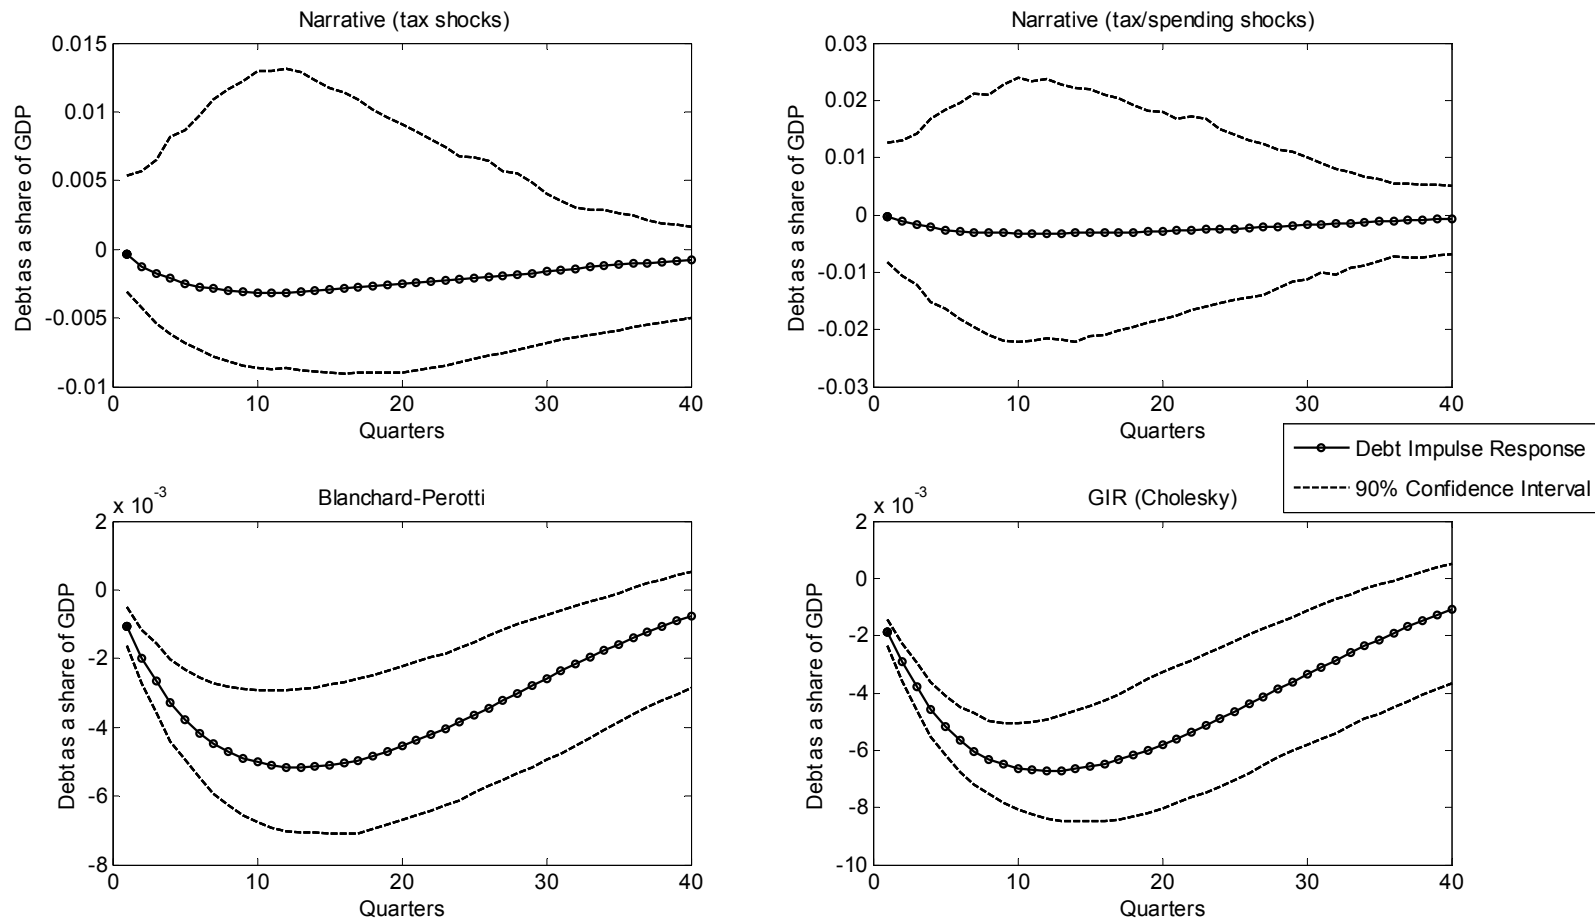 Narrative (tax shocks)
0.015
0.01
0.005
0
-0.005
-0.01
Debt as a share of GDP
0
10
20
30
40
Quarters
Narrative (tax/spending shocks)
0.03
0.02
0.01
0
-0.01
-0.02
-0.03
Debt as a share of GDP
0
10
20
30
40
Quarters
Debt Impulse Response
90% Confidence Interval
x 10^-3
Blanchard-Perotti
2
0
-2
-4
-6
-8
Debt as a share of GDP
0
10
20
30
40
Quarters
x 10^-3
GIR (Cholesky)
2
0
-2
-4
-6
-8
-10
Debt as a share of GDP
0
10
20
30
40
Quarters